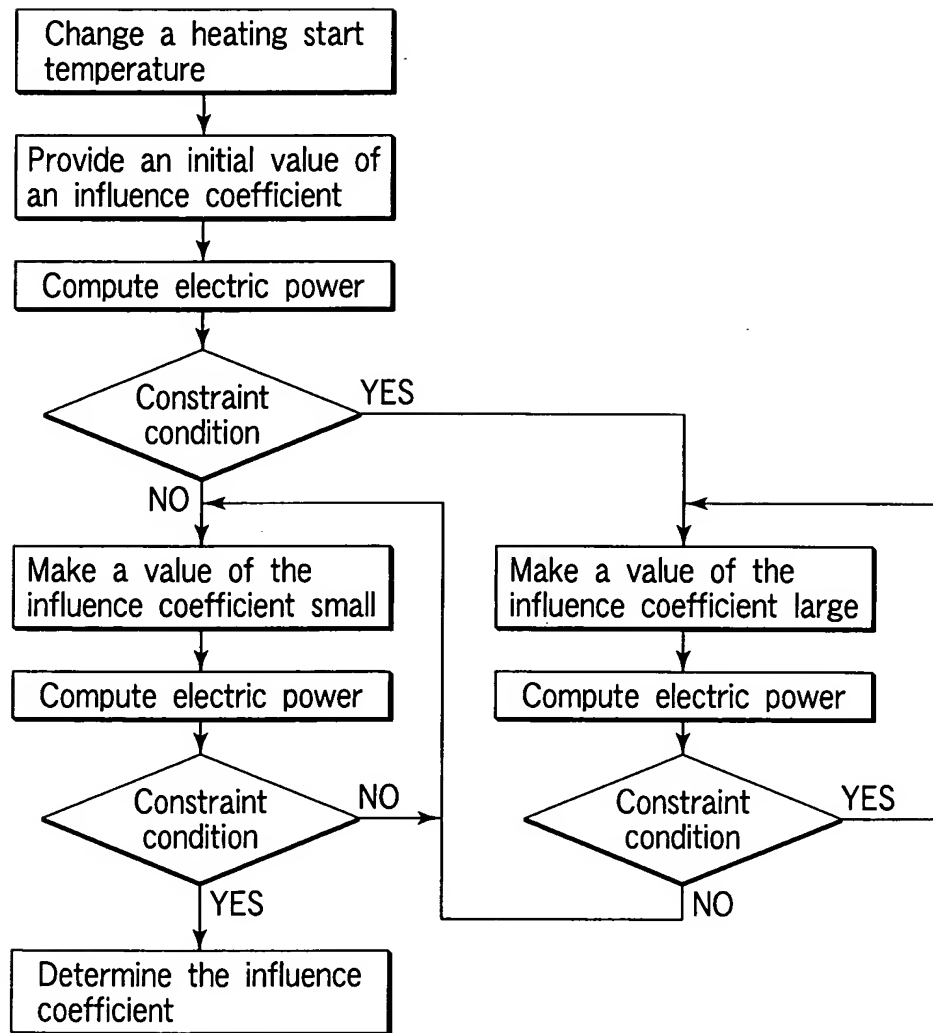 Change a heating start
temperature
Provide an initial value of
an influence coefficient
Compute electric power
Constraint
condition
YES
NO
Make a value of the
influence coefficient small
Compute electric power
Constraint
condition
NO
YES
Determine the influence
coefficient
Make a value of the
influence coefficient large
Compute electric power
Constraint
condition
YES
NO